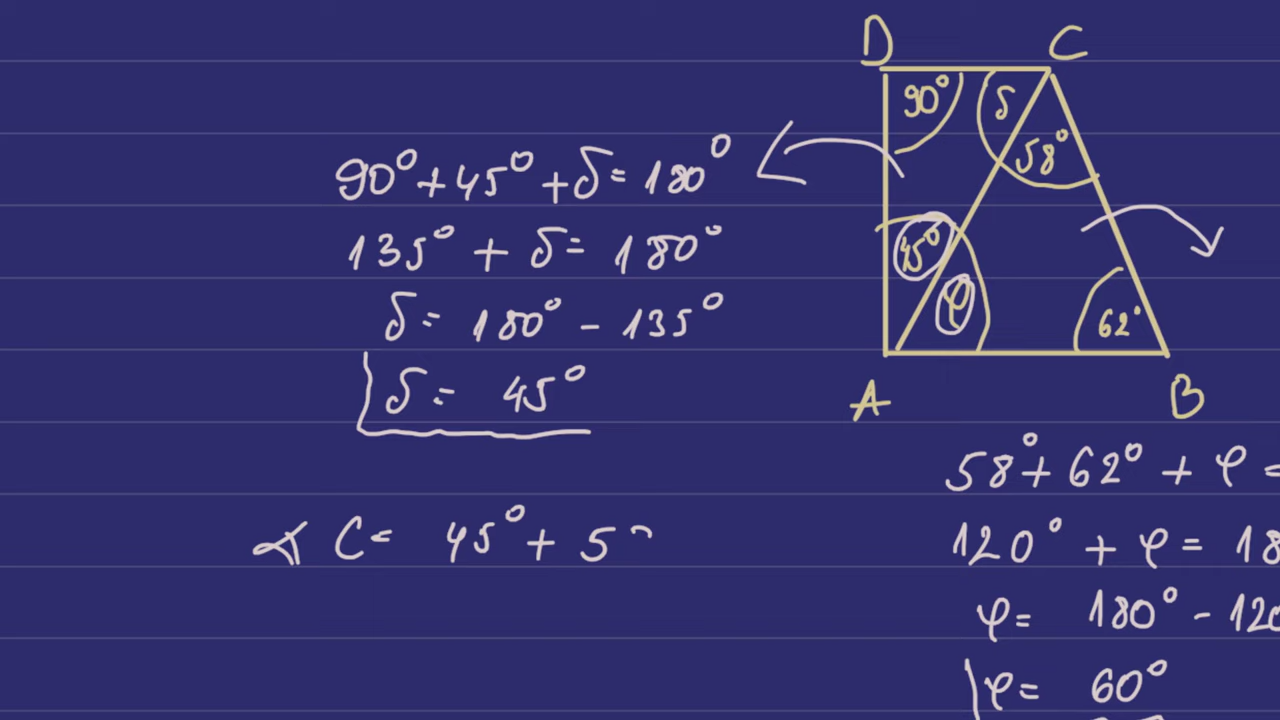 D C
90° δ
58°
45°
φ
62°
A B
90° + 45° + δ = 180°
135° + δ = 180°
δ = 180° - 135°
δ = 45°
∢ C = 45° + 5
58° + 62° + φ =
120° + φ = 18
φ = 180° - 120
φ = 60°